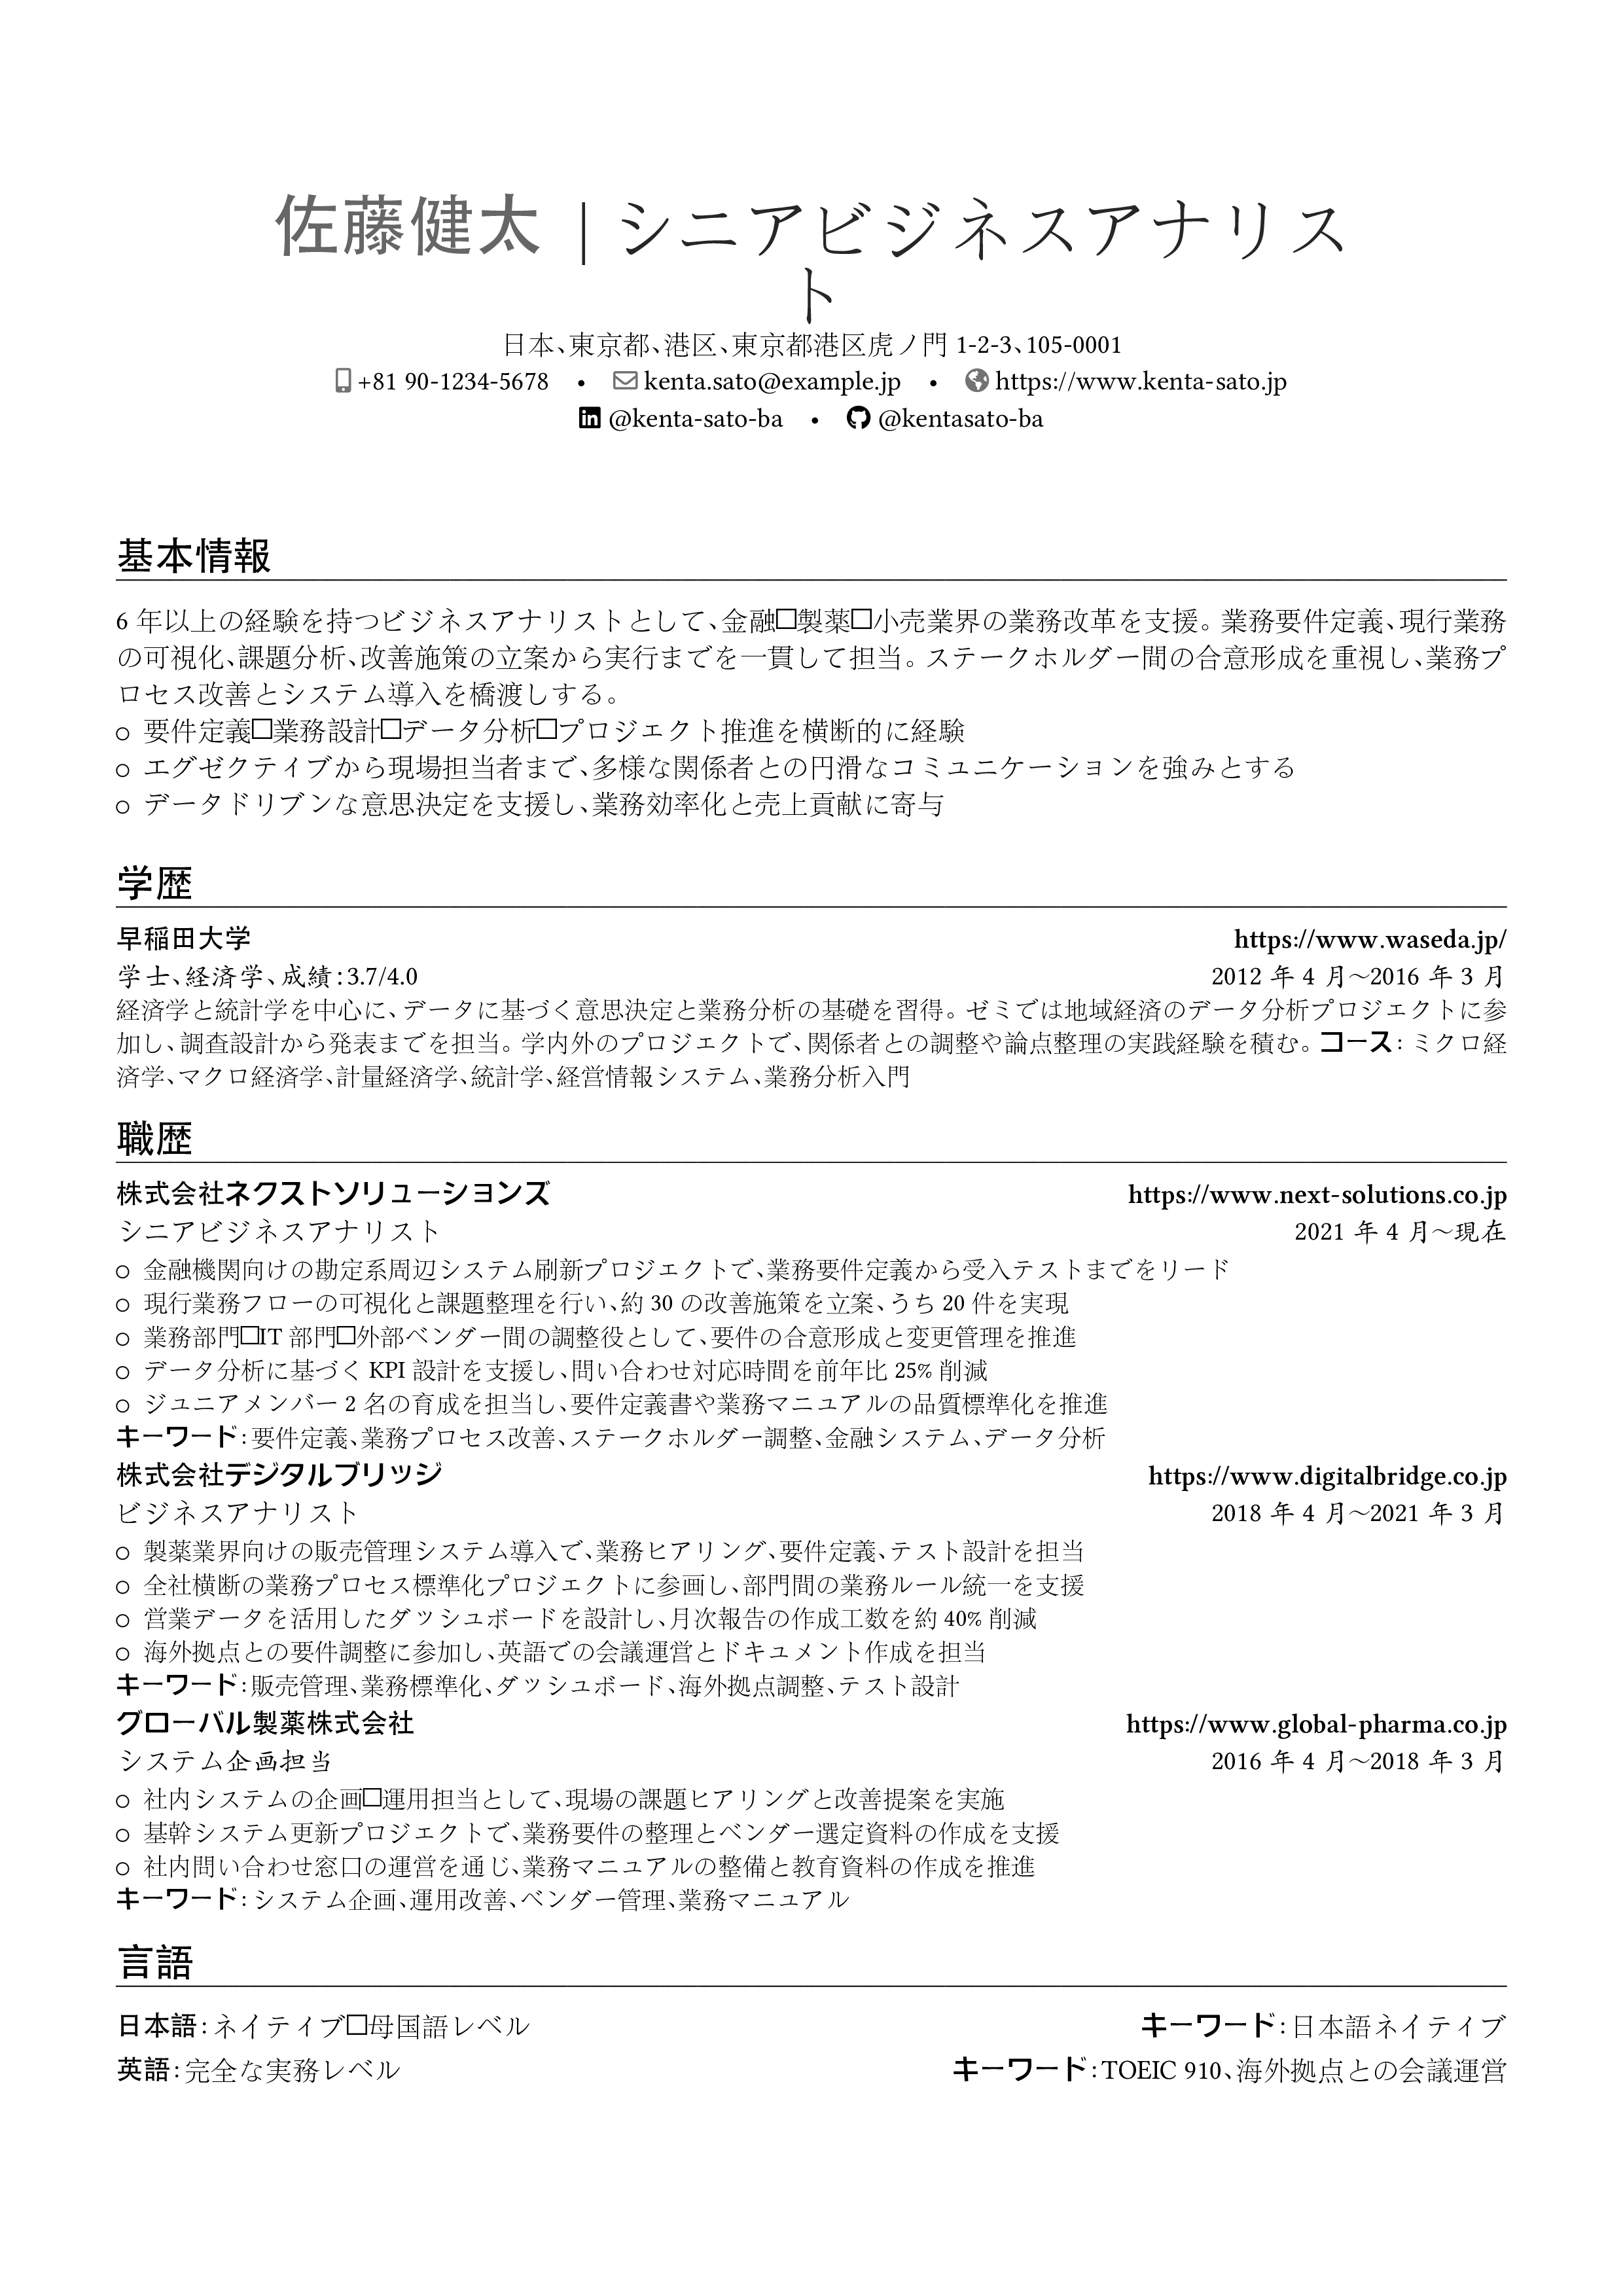 佐藤健太 | シニアビジネスアナリス
ト
日本、東京都、港区、東京都港区虎ノ門 1-2-3、105-0001
+81 90-1234-5678 • kenta.sato@example.jp • https://www.kenta-sato.jp
@kenta-sato-ba • @kentasato-ba
基本情報
6 年以上の経験を持つビジネスアナリストとして、金融□製薬□小売業界の業務改革を支援。業務要件定義、現行業務
の可視化、課題分析、改善施策の立案から実行までを一貫して担当。ステークホルダー間の合意形成を重視し、業務プ
ロセス改善とシステム導入を橋渡しする。
○ 要件定義□業務設計□データ分析□プロジェクト推進を横断的に経験
○ エグゼクティブから現場担当者まで、多様な関係者との円滑なコミュニケーションを強みとする
○ データドリブンな意思決定を支援し、業務効率化と売上貢献に寄与
学歴
早稲田大学 https://www.waseda.jp/
学士、経済学、成績：3.7/4.0 2012 年 4 月～2016 年 3 月
経済学と統計学を中心に、データに基づく意思決定と業務分析の基礎を習得。ゼミでは地域経済のデータ分析プロジェクトに参
加し、調査設計から発表までを担当。学内外のプロジェクトで、関係者との調整や論点整理の実践経験を積む。コース：ミクロ経
済学、マクロ経済学、計量経済学、統計学、経営情報システム、業務分析入門
職歴
株式会社ネクストソリューションズ https://www.next-solutions.co.jp
シニアビジネスアナリスト 2021 年 4 月～現在
○ 金融機関向けの勘定系周辺システム刷新プロジェクトで、業務要件定義から受入テストまでをリード
○ 現行業務フローの可視化と課題整理を行い、約 30 の改善施策を立案、うち 20 件を実現
○ 業務部門□IT 部門□外部ベンダー間の調整役として、要件の合意形成と変更管理を推進
○ データ分析に基づく KPI 設計を支援し、問い合わせ対応時間を前年比 25% 削減
○ ジュニアメンバー 2 名の育成を担当し、要件定義書や業務マニュアルの品質標準化を推進
キーワード：要件定義、業務プロセス改善、ステークホルダー調整、金融システム、データ分析
株式会社デジタルブリッジ https://www.digitalbridge.co.jp
ビジネスアナリスト 2018 年 4 月～2021 年 3 月
○ 製薬業界向けの販売管理システム導入で、業務ヒアリング、要件定義、テスト設計を担当
○ 全社横断の業務プロセス標準化プロジェクトに参画し、部門間の業務ルール統一を支援
○ 営業データを活用したダッシュボードを設計し、月次報告の作成工数を約 40% 削減
○ 海外拠点との要件調整に参加し、英語での会議運営とドキュメント作成を担当
キーワード：販売管理、業務標準化、ダッシュボード、海外拠点調整、テスト設計
グローバル製薬株式会社 https://www.global-pharma.co.jp
システム企画担当 2016 年 4 月～2018 年 3 月
○ 社内システムの企画□運用担当として、現場の課題ヒアリングと改善提案を実施
○ 基幹システム更新プロジェクトで、業務要件の整理とベンダー選定資料の作成を支援
○ 社内問い合わせ窓口の運営を通じ、業務マニュアルの整備と教育資料の作成を推進
キーワード：システム企画、運用改善、ベンダー管理、業務マニュアル
言語
日本語：ネイティブ□母国語レベル キーワード：日本語ネイティブ
英語：完全な実務レベル キーワード：TOEIC 910、海外拠点との会議運営